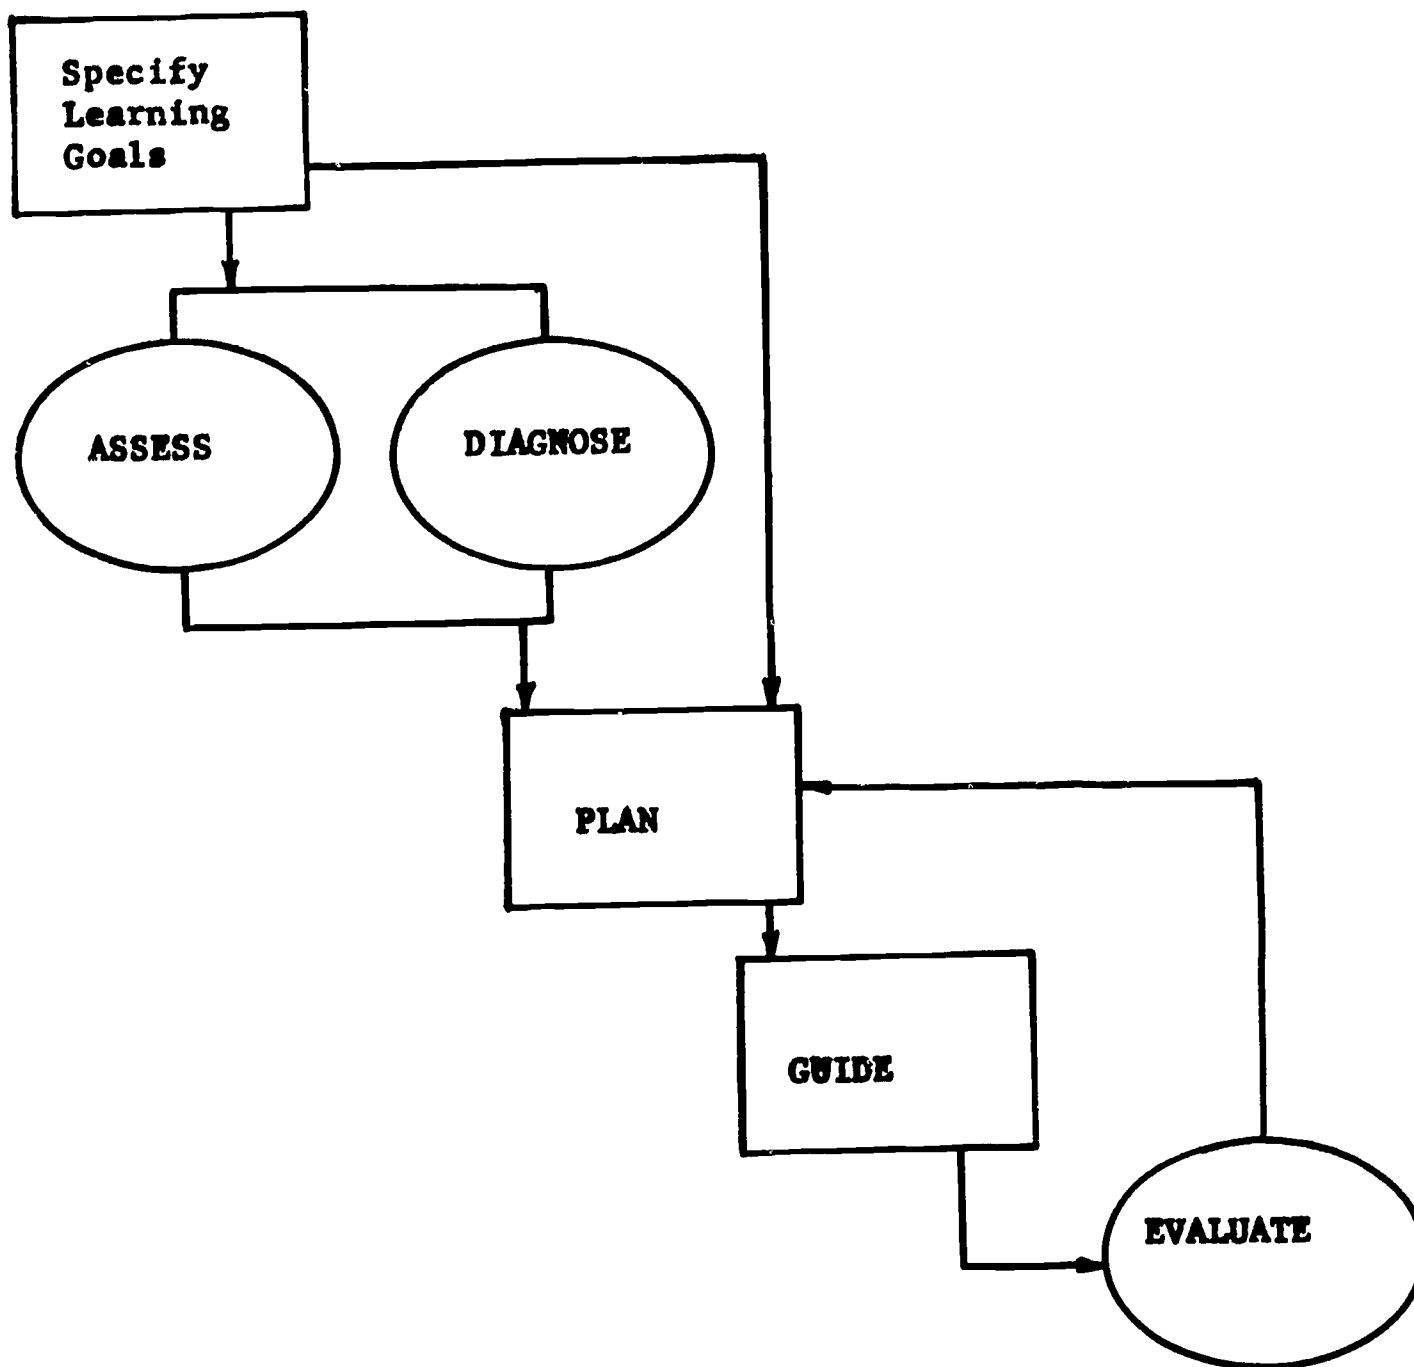 Specify
Learning
Goals
ASSESS
DIAGNOSE
PLAN
GUIDE
EVALUATE